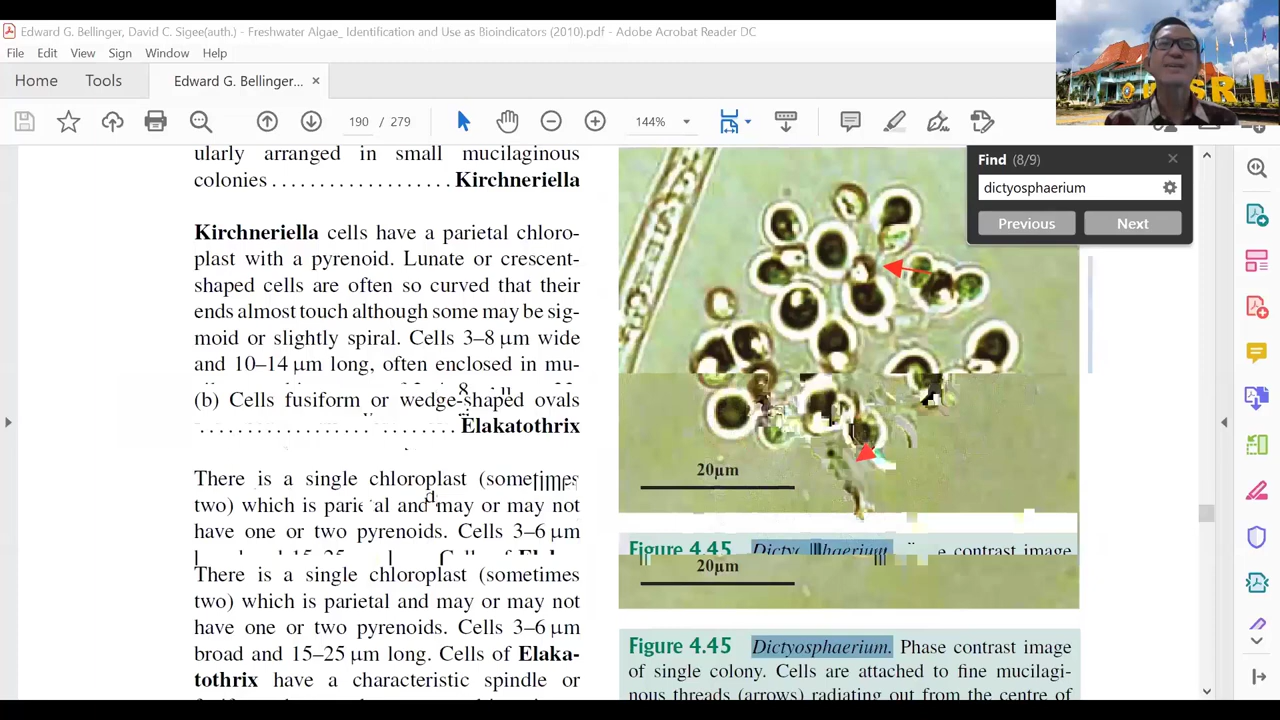 Edward G. Bellinger, David C. Sigee(auth.) - Freshwater Algae_ Identification and Use as Bioindicators (2010).pdf - Adobe Acrobat Reader DC
File Edit View Sign Window Help
Home Tools Edward G. Bellinger... ×
190 / 279 144%
Find (8/9)
dictyosphaerium
Previous Next
ularly arranged in small mucilaginous
colonies . . . . . . . . . . . . . . . . . . . Kirchneriella
Kirchneriella cells have a parietal chloro-
plast with a pyrenoid. Lunate or crescent-
shaped cells are often so curved that their
ends almost touch although some may be sig-
moid or slightly spiral. Cells 3–8 μm wide
and 10–14 μm long, often enclosed in mu-
(b) Cells fusiform or wedge-shaped ovals
. . . . . . . . . . . . . . . . . . . . . . . . . . Elakatothrix
There is a single chloroplast (sometimes
two) which is and may or may not
have one or two pyrenoids. Cells 3–6 μm
There is a single chloroplast (sometimes
two) which is parietal and may or may not
have one or two pyrenoids. Cells 3–6 μm
broad and 15–25 μm long. Cells of Elaka-
tothrix have a characteristic spindle or
20μm
Figure 4.45 contrast image
20μm
Figure 4.45 Dictyosphaerium. Phase contrast image
of single colony. Cells are attached to fine mucilagi-
nous threads (arrows) radiating out from the centre of
SRI